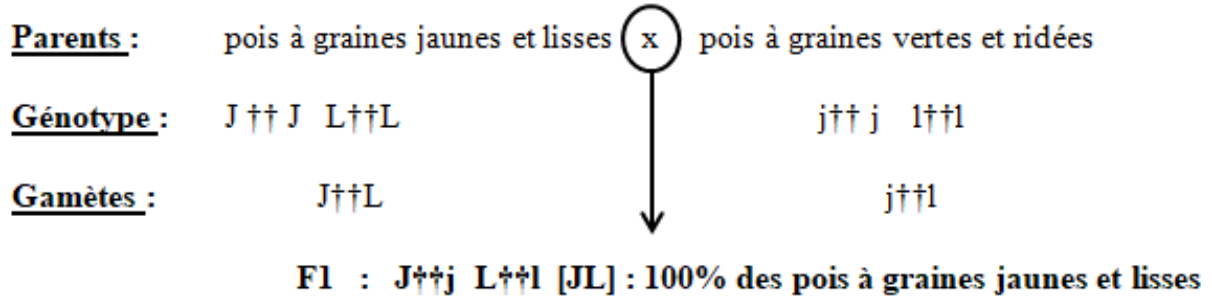 Parents : pois à graines jaunes et lisses x pois à graines vertes et ridées
Génotype : J †† J L††L j†† j l††l
Gamètes : J††L j††l
F1 : J††j L††l [JL] : 100% des pois à graines jaunes et lisses